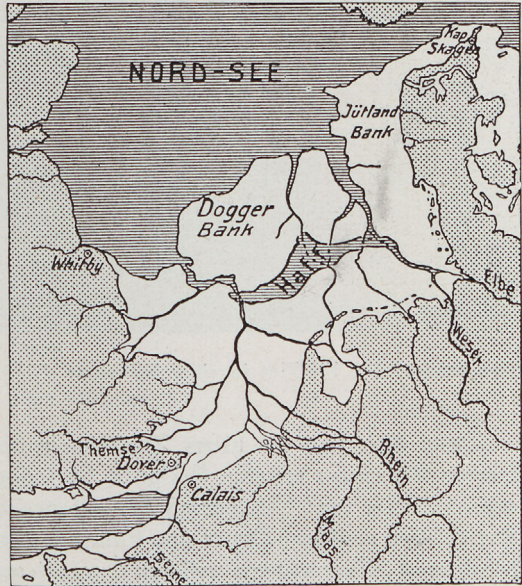 Kap
Skagen
NORD-SEE
Jütland
Bank
Dogger
Bank
Haff
Whitby
Elbe
Weser
Themse
Dover
Rhein
Calais
Maas
Seine